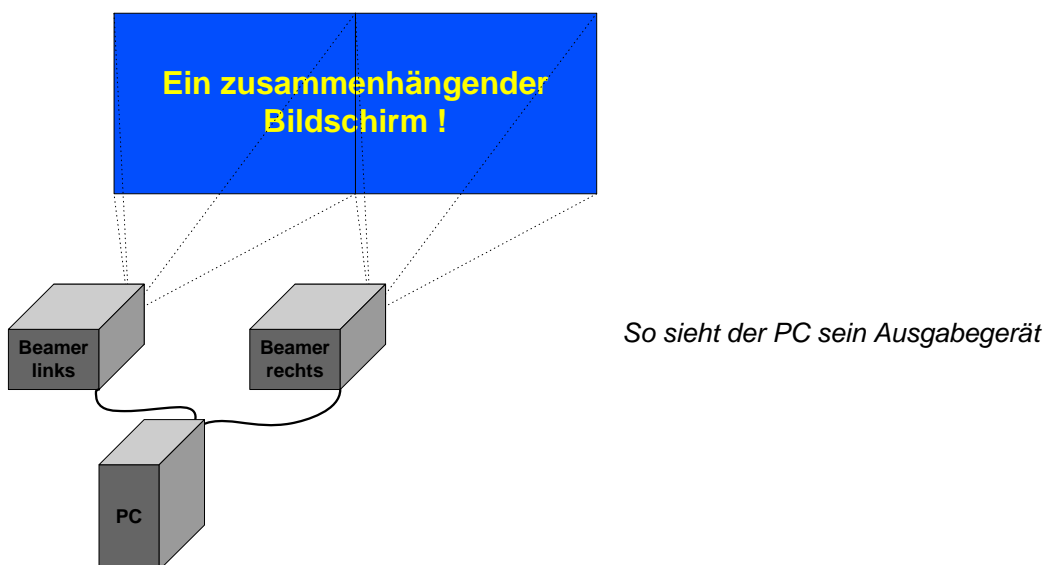 Ein zusammenhängender
Bildschirm !
So sieht der PC sein Ausgabegerät
Beamer
links
Beamer
rechts
PC